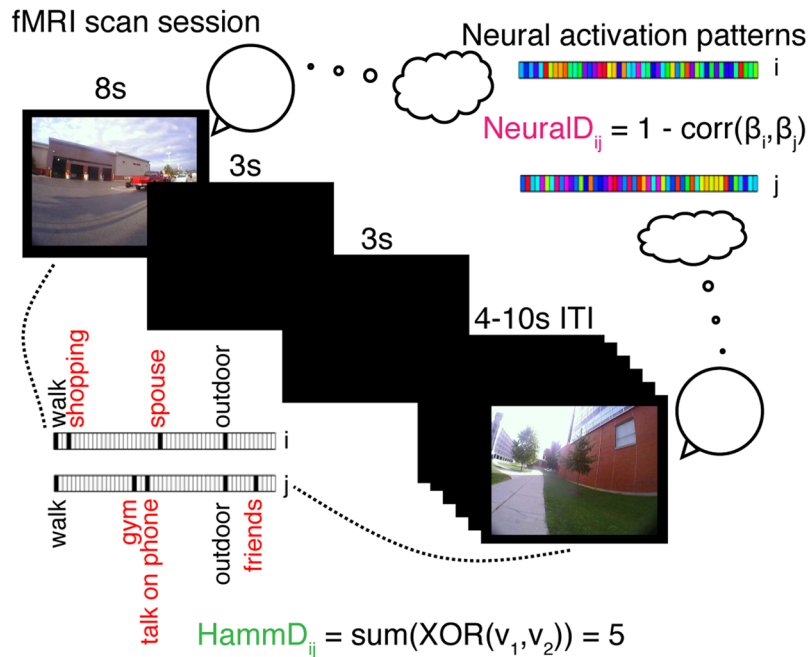 fMRI scan session
Neural activation patterns
i
8s
NeuralD_ij = 1 - corr(β_i,β_j)
3s
j
3s
4-10s ITI
walk
shopping
spouse
outdoor
i
j
walk
gym
talk on phone
outdoor
friends
HammD_ij = sum(XOR(v_1,v_2)) = 5